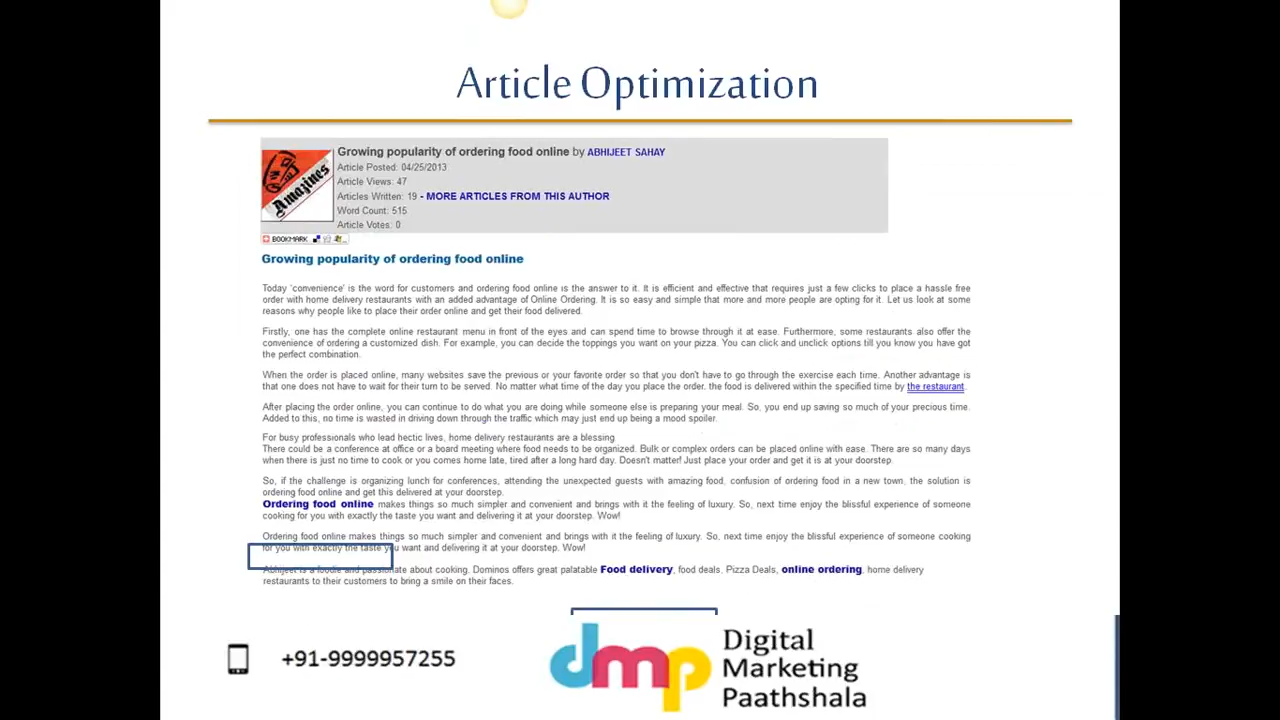 Article Optimization
Growing popularity of ordering food online by ABHIJEET SAHAY
Article Posted: 04/25/2013
Article Views: 47
Articles Written: 19 - MORE ARTICLES FROM THIS AUTHOR
Word Count: 515
Article Votes: 0
Amazines
BOOKMARK
Growing popularity of ordering food online
Today 'convenience' is the word for customers and ordering food online is the answer to it. It is efficient and effective that requires just a few clicks to place a hassle free
order with home delivery restaurants with an added advantage of Online Ordering. It is so easy and simple that more and more people are opting for it. Let us look at some
reasons why people like to place their order online and get their food delivered.
Firstly, one has the complete online restaurant menu in front of the eyes and can spend time to browse through it at ease. Furthermore, some restaurants also offer the
convenience of ordering a customized dish. For example, you can decide the toppings you want on your pizza. You can click and unclick options till you know you have got
the perfect combination.
When the order is placed online, many websites save the previous or your favorite order so that you don't have to go through the exercise each time. Another advantage is
that one does not have to wait for their turn to be served. No matter what time of the day you place the order, the food is delivered within the specified time by the restaurant.
After placing the order online, you can continue to do what you are doing while someone else is preparing your meal. So, you end up saving so much of your precious time.
Added to this, no time is wasted in driving down through the traffic which may just end up being a mood spoiler.
For busy professionals who lead hectic lives, home delivery restaurants are a blessing
There could be a conference at office or a board meeting where food needs to be organized. Bulk or complex orders can be placed online with ease. There are so many days
when there is just no time to cook or you comes home late, tired after a long hard day. Doesn't matter! Just place your order and get it is at your doorstep.
So, if the challenge is organizing lunch for conferences, attending the unexpected guests with amazing food, confusion of ordering food in a new town, the solution is
ordering food online and get this delivered at your doorstep.
Ordering food online makes things so much simpler and convenient and brings with it the feeling of luxury. So, next time enjoy the blissful experience of someone
cooking for you with exactly the taste you want and delivering it at your doorstep. Wow!
Ordering food online makes things so much simpler and convenient and brings with it the feeling of luxury. So, next time enjoy the blissful experience of someone cooking
for you with exactly the taste you want and delivering it at your doorstep. Wow!
Abhijeet is a foodie and passionate about cooking. Dominos offers great palatable Food delivery, food deals, Pizza Deals, online ordering, home delivery
restaurants to their customers to bring a smile on their faces.
+91-9999957255
dmp
Digital
Marketing
Paathshala